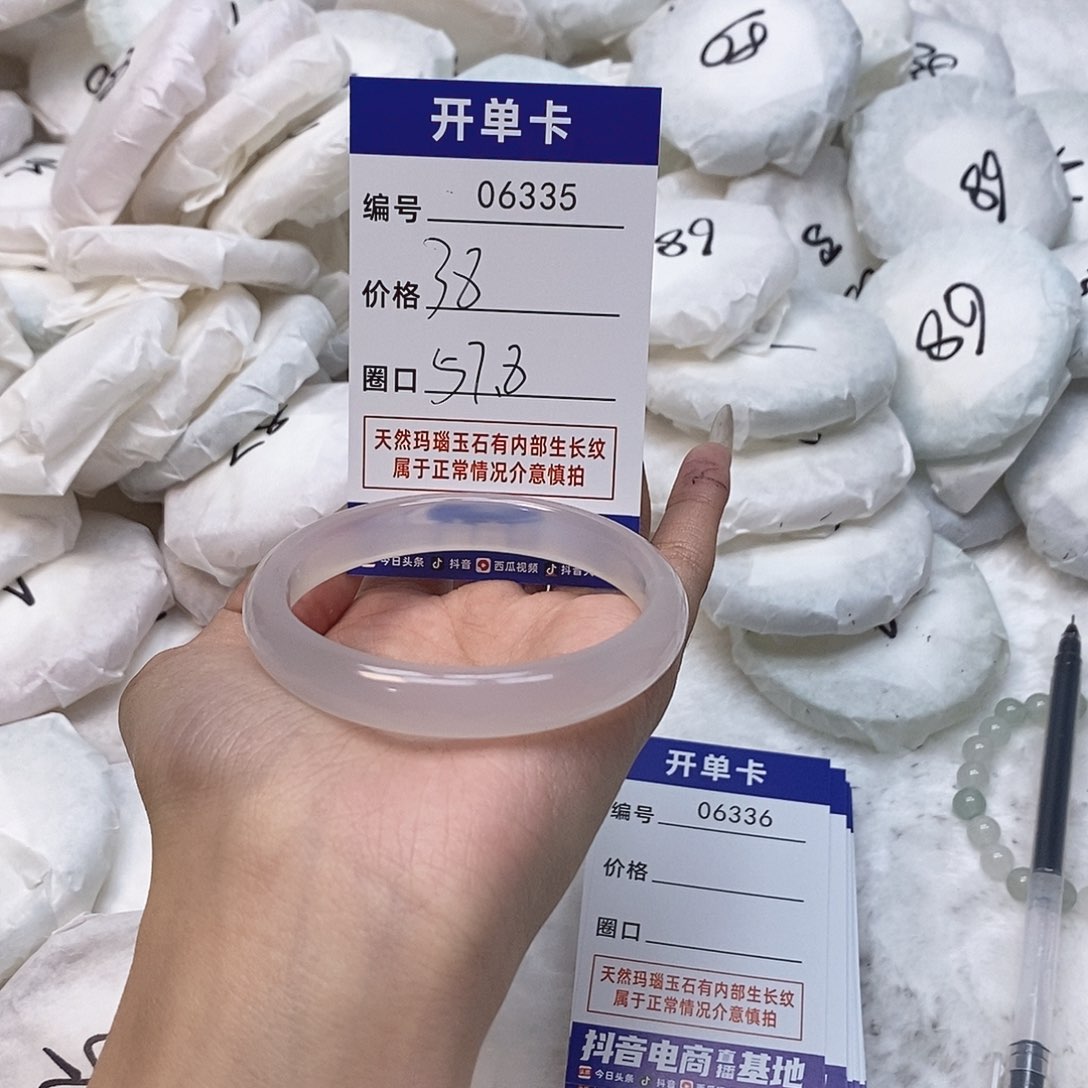 开单卡
编号 06335
价格 38
圈口 57.8
天然玛瑙玉石有内部生长纹
属于正常情况介意慎拍
今日头条 抖音 西瓜视频 抖音
89
89
89
开单卡
编号 06336
价格
圈口
天然玛瑙玉石有内部生长纹
属于正常情况介意慎拍
抖音电商直播基地
今日头条 抖音